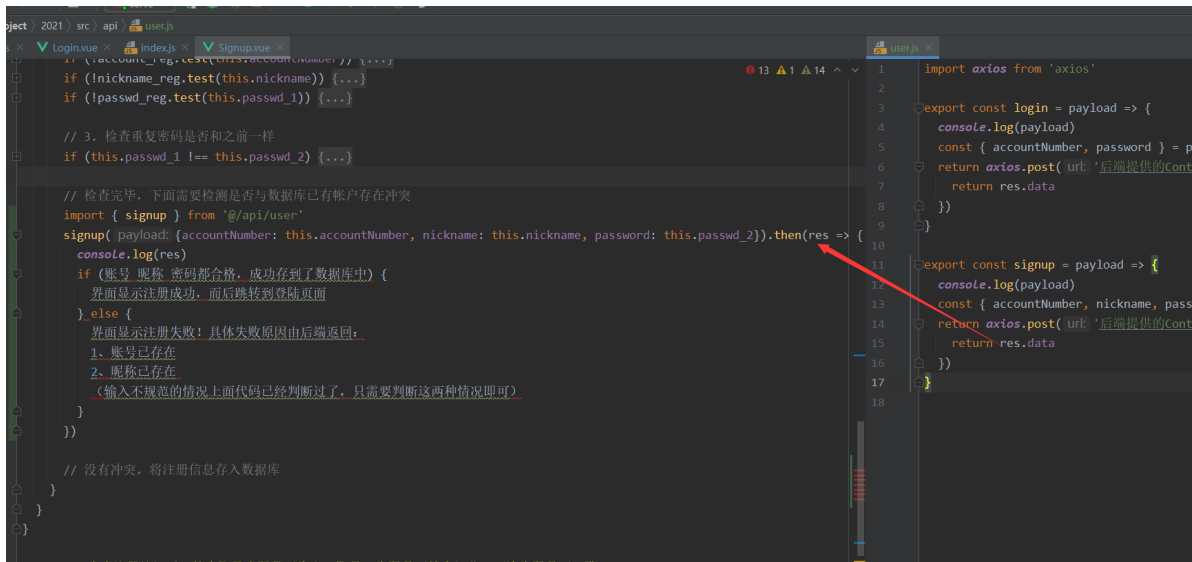 oject 〉 2021 〉 src 〉 api 〉 user.js
Login.vue × index.js × Signup.vue ×
user.js ×
13 1 14
if (!account_reg.test(this.accountNumber)) {...}
if (!nickname_reg.test(this.nickname)) {...}
if (!passwd_reg.test(this.passwd_1)) {...}
// 3. 检查重复密码是否和之前一样
if (this.passwd_1 !== this.passwd_2) {...}
// 检查完毕，下面需要检测是否与数据库已有帐户存在冲突
import { signup } from '@/api/user'
signup( payload: {accountNumber: this.accountNumber, nickname: this.nickname, password: this.passwd_2}).then(res => {
console.log(res)
if (账号 昵称 密码都合格，成功存到了数据库中) {
界面显示注册成功，而后跳转到登陆页面
} else {
界面显示注册失败！具体失败原因由后端返回：
1、账号已存在
2、昵称已存在
（输入不规范的情况上面代码已经判断过了，只需要判断这两种情况即可）
}
})
// 没有冲突，将注册信息存入数据库
}
}
}
1 import axios from 'axios'
2
3 export const login = payload => {
4 console.log(payload)
5 const { accountNumber, password } = p
6 return axios.post( url: '后端提供的Cont
7 return res.data
8 })
9 }
10
11 export const signup = payload => {
12 console.log(payload)
13 const { accountNumber, nickname, pass
14 return axios.post( url: '后端提供的Cont
15 return res.data
16 })
17 }
18